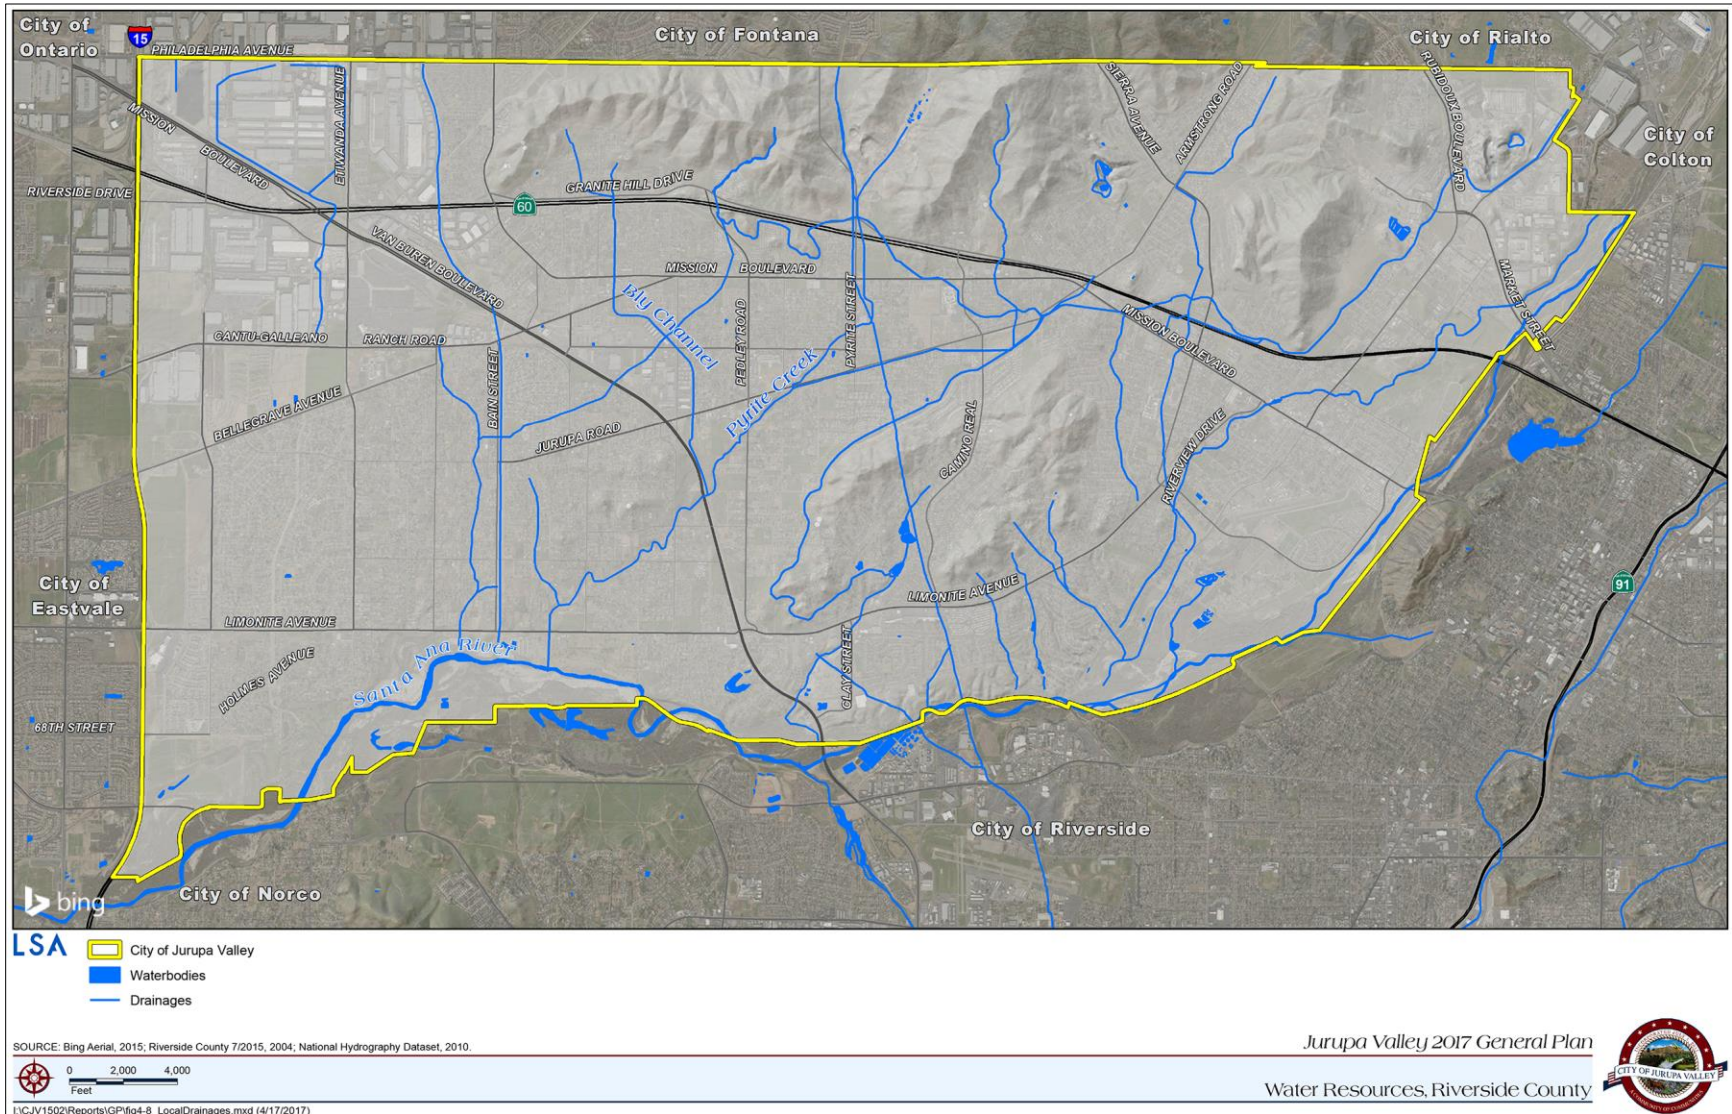 City of
Ontario
15
PHILADELPHIA AVENUE
City of Fontana
City of Rialto
City of
Colton
MISSION
BOULEVARD
ETIWANDA AVENUE
SIERRA AVENUE
ARMSTRONG ROAD
RUBIDOUX BOULEVARD
RIVERSIDE DRIVE
60
GRANITE HILL DRIVE
VAN BUREN BOULEVARD
MISSION BOULEVARD
MARKET STREET
Bly Channel
PEDLEY ROAD
PYRITE STREET
MISSION BOULEVARD
CANTU-GALLEANO RANCH ROAD
BAIN STREET
Pyrite Creek
BELLEGRAVE AVENUE
JURUPA ROAD
CAMINO REAL
RIVERVIEW DRIVE
City of
Eastvale
91
LIMONITE AVENUE
LIMONITE AVENUE
Santa Ana River
HOLMES AVENUE
CLAY STREET
68TH STREET
City of Riverside
City of Norco
bing
LSA
City of Jurupa Valley
Waterbodies
Drainages
SOURCE: Bing Aerial, 2015; Riverside County 7/2015, 2004; National Hydrography Dataset, 2010.
0 2,000 4,000
Feet
I:\CJV1502\Reports\GP\fig4-8_LocalDrainages.mxd (4/17/2017)
Jurupa Valley 2017 General Plan
Water Resources, Riverside County
CITY OF JURUPA VALLEY